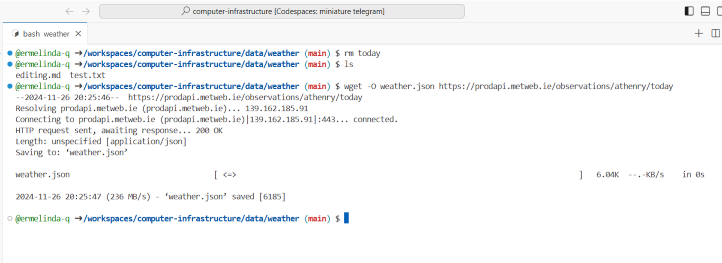 computer-infrastructure [Codespaces: miniature telegram]
bash weather
@ermelinda-q ➜/workspaces/computer-infrastructure/data/weather (main) $ rm today
@ermelinda-q ➜/workspaces/computer-infrastructure/data/weather (main) $ ls
editing.md  test.txt
@ermelinda-q ➜/workspaces/computer-infrastructure/data/weather (main) $ wget -O weather.json https://prodapi.metweb.ie/observations/athenry/today
--2024-11-26 20:25:46--  https://prodapi.metweb.ie/observations/athenry/today
Resolving prodapi.metweb.ie (prodapi.metweb.ie)... 139.162.185.91
Connecting to prodapi.metweb.ie (prodapi.metweb.ie)|139.162.185.91|:443... connected.
HTTP request sent, awaiting response... 200 OK
Length: unspecified [application/json]
Saving to: ‘weather.json’
weather.json [ <=> ] 6.04K --.-KB/s in 0s
2024-11-26 20:25:47 (236 MB/s) - ‘weather.json’ saved [6185]
@ermelinda-q ➜/workspaces/computer-infrastructure/data/weather (main) $